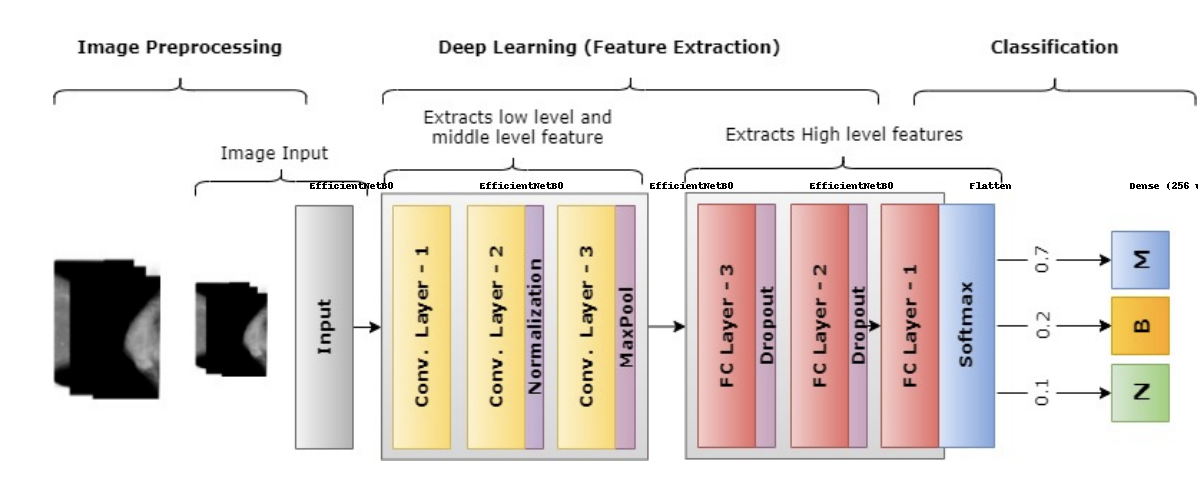 Image Preprocessing
Deep Learning (Feature Extraction)
Classification
Extracts low level and
middle level feature
Extracts High level features
Image Input
EfficientNetB0
EfficientNetB0
EfficientNetB0
EfficientNetB0
Flatten
Dense (256
Input
Conv. Layer - 1
Conv. Layer - 2
Normalization
Conv. Layer - 3
MaxPool
FC Layer - 3
Dropout
FC Layer - 2
Dropout
FC Layer - 1
Softmax
0.7
M
0.2
B
0.1
N